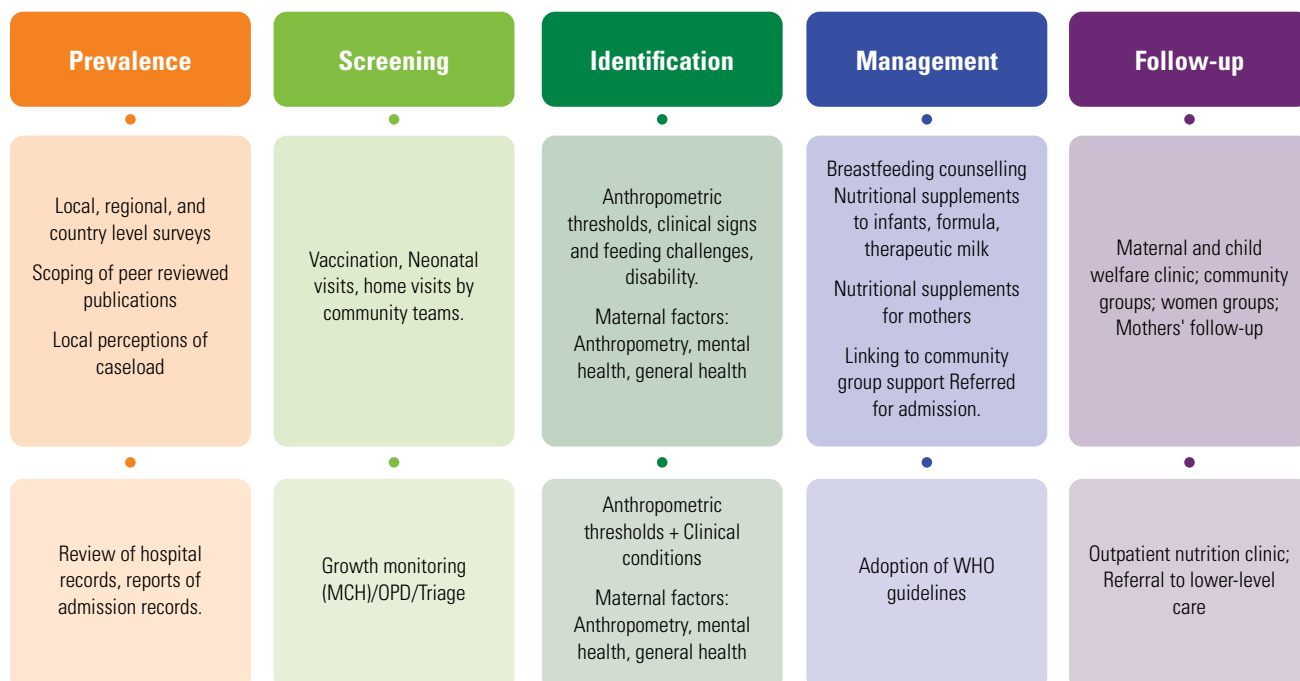 Prevalence
Screening
Identification
Management
Follow-up
Local, regional, and
country level surveys
Scoping of peer reviewed
publications
Local perceptions of
caseload
Vaccination, Neonatal
visits, home visits by
community teams.
Anthropometric
thresholds, clinical signs
and feeding challenges,
disability.
Maternal factors:
Anthropometry, mental
health, general health
Breastfeeding counselling
Nutritional supplements
to infants, formula,
therapeutic milk
Nutritional supplements
for mothers
Linking to community
group support Referred
for admission.
Maternal and child
welfare clinic; community
groups; women groups;
Mothers' follow-up
Review of hospital
records, reports of
admission records.
Growth monitoring
(MCH)/OPD/Triage
Anthropometric
thresholds + Clinical
conditions
Maternal factors:
Anthropometry, mental
health, general health
Adoption of WHO
guidelines
Outpatient nutrition clinic;
Referral to lower-level
care